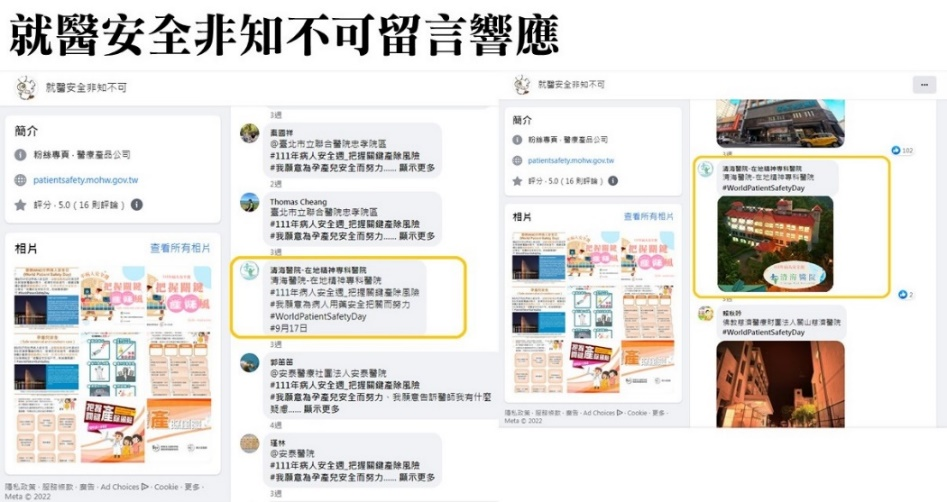 就醫安全非知不可留言響應
就醫安全非知不可
簡介
粉絲專頁 · 醫療產品公司
patientsafety.mohw.gov.tw
評分 · 5.0（16 則評論）
相片
查看所有相片
隱私政策 · 服務條款 · 廣告 · Ad Choices · Cookie · 更多 ·
Meta © 2022
3週
@臺北市立聯合醫院忠孝院區
#111年病人安全週_把握關鍵產除風險
#我願意為孕產兒安全而努力...... 顯示更多
2週
Thomas Cheang
臺北市立聯合醫院忠孝院區
#111年病人安全週_把握關鍵產除風險
#我願意為孕產兒安全而努力...... 顯示更多
3週
清海醫院-在地精神專科醫院
清海醫院-在地精神專科醫院
#111年病人安全週_把握關鍵產除風險
#我願意為病人用藥安全把關而努力
#WorldPatientSafetyDay
#9月17日
3週
郭茵茵
@安泰醫療社團法人安泰醫院
#111年病人安全週_把握關鍵產除風險
#我願意為孕產兒安全而努力，我願意告訴醫師我有什麼
疑慮...... 顯示更多
4週
瑾林
@安泰醫院
#111年病人安全週_把握關鍵產除風險
#我願意為孕產兒安全而努力...... 顯示更多
3週
就醫安全非知不可
簡介
粉絲專頁 · 醫療產品公司
patientsafety.mohw.gov.tw
評分 · 5.0（16 則評論）
相片
查看所有相片
隱私政策 · 服務條款 · 廣告 · Ad Choices · Cookie · 更多 ·
Meta © 2022
102
清海醫院-在地精神專科醫院
清海醫院-在地精神專科醫院
#WorldPatientSafetyDay
2
佛教慈濟醫療財團法人關山慈濟醫院
#WorldPatientSafetyDay